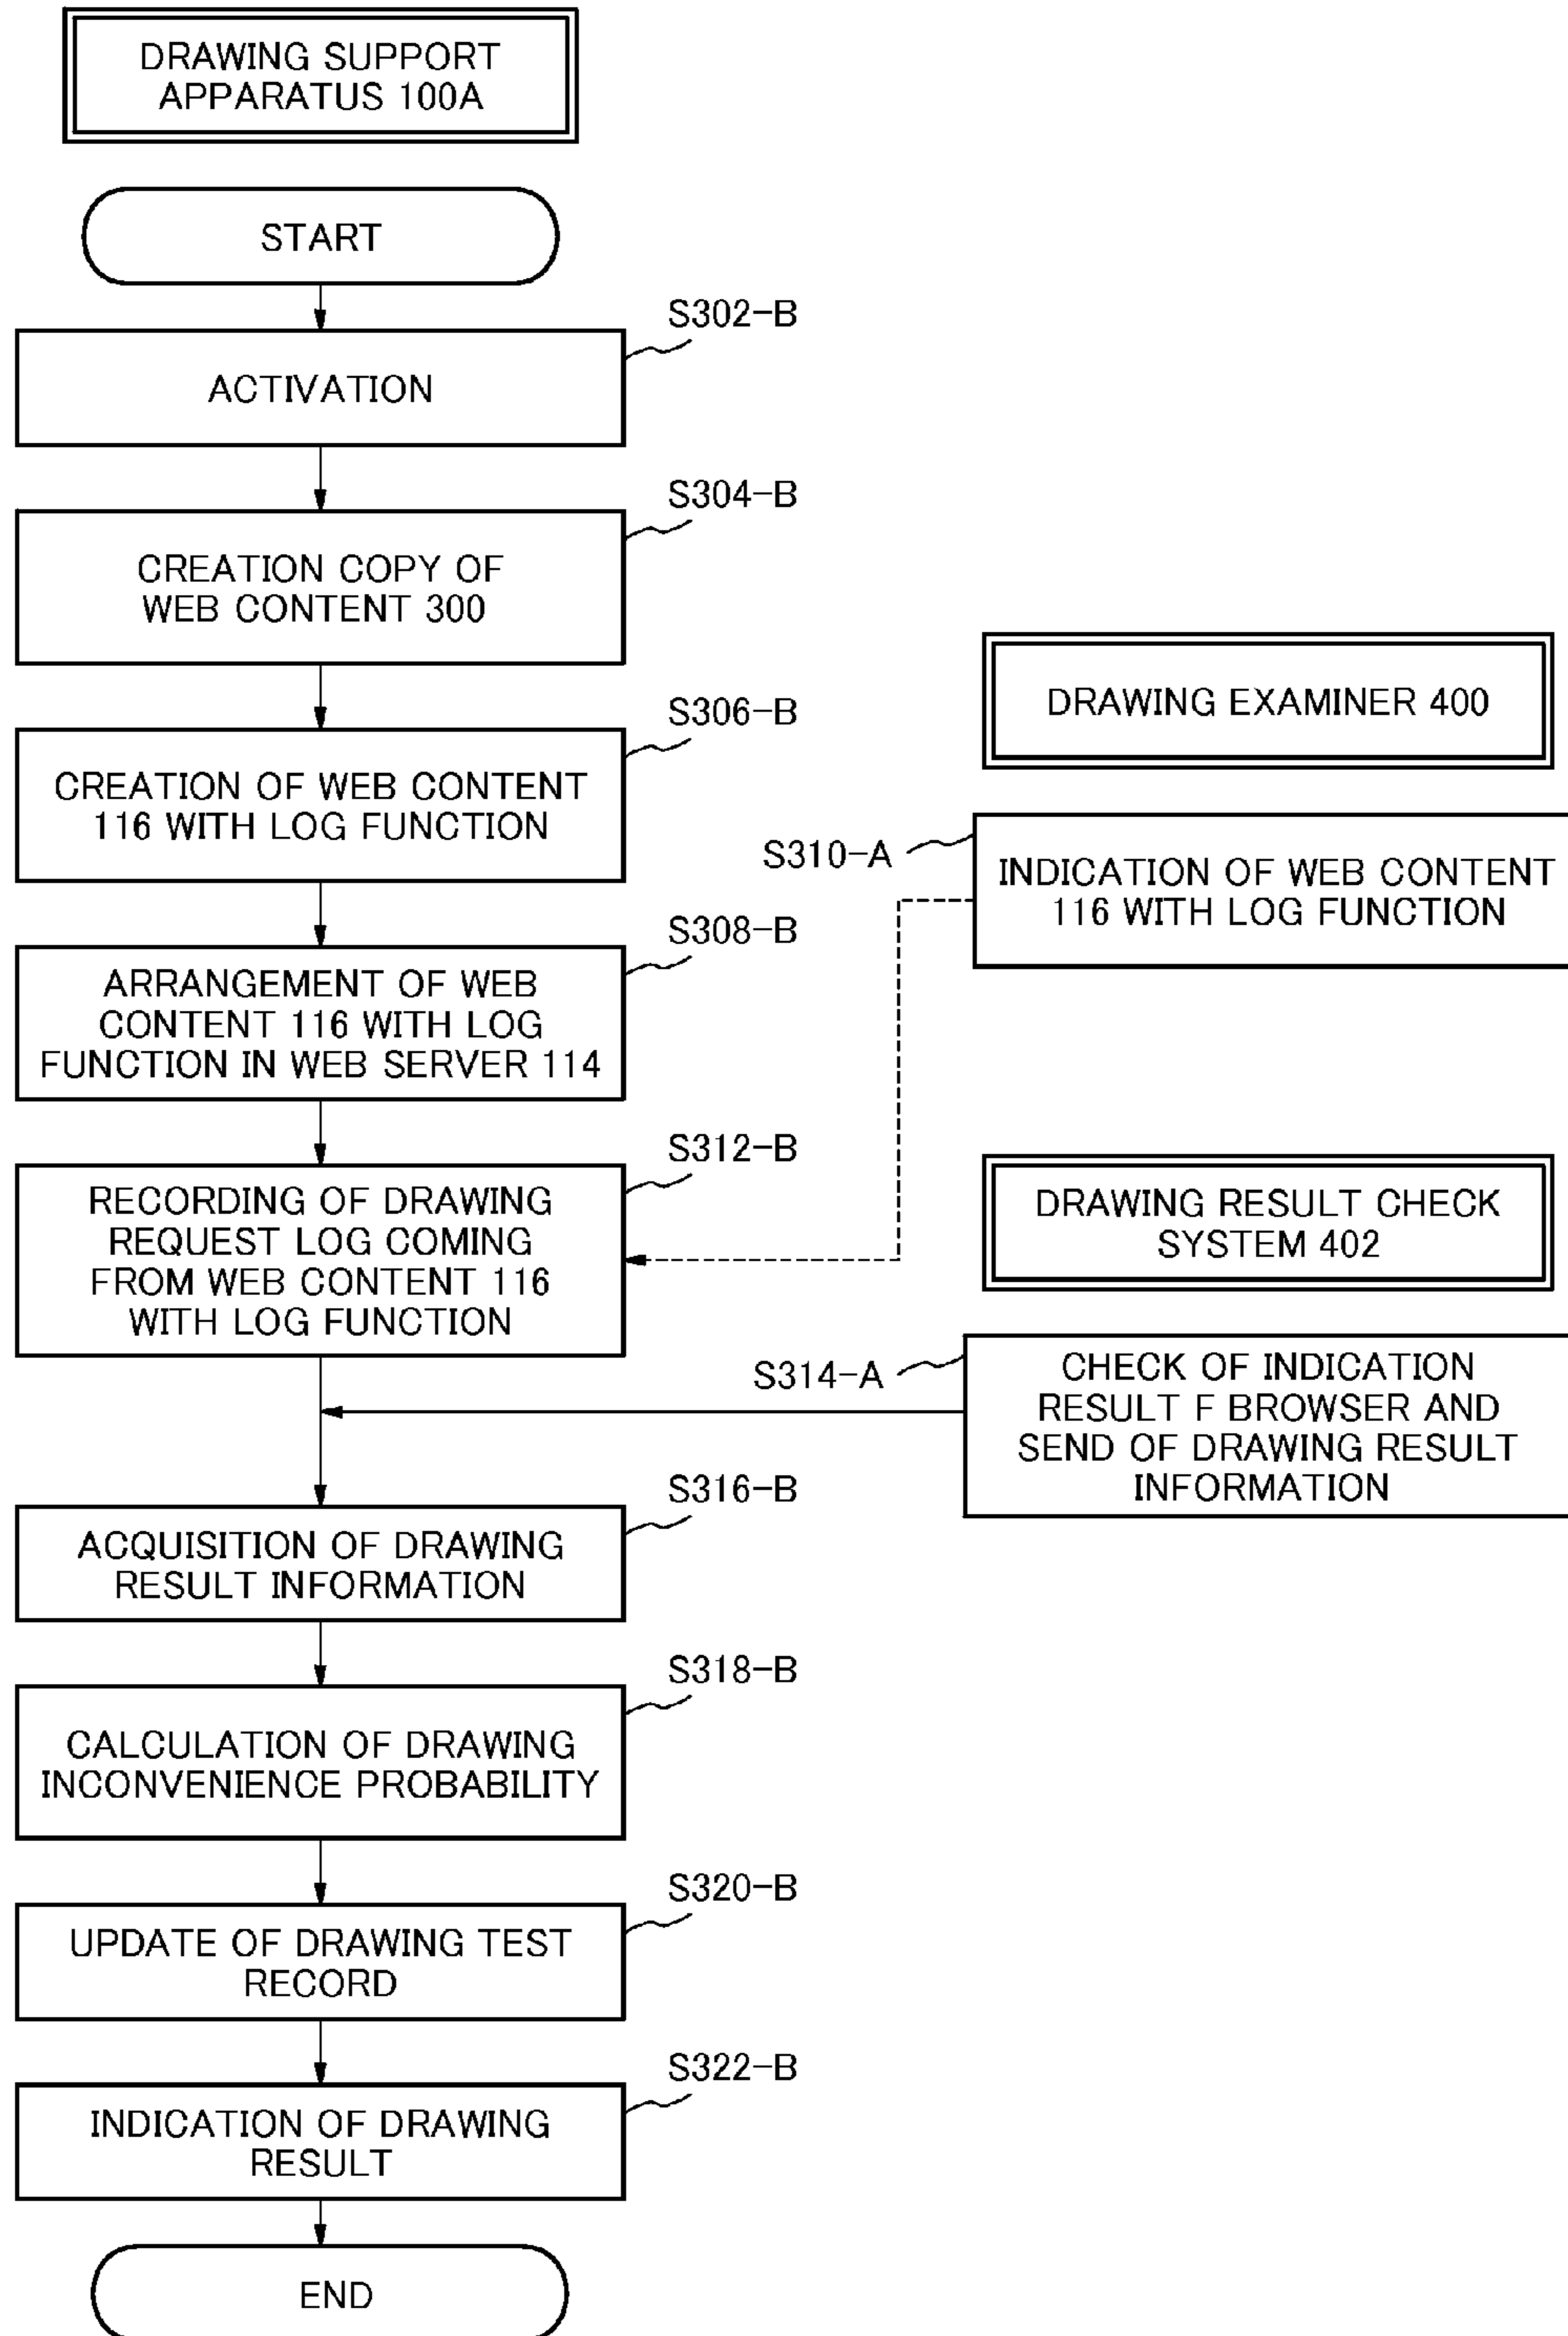 DRAWING SUPPORT
APPARATUS 100A
START
S302-B
ACTIVATION
S304-B
CREATION COPY OF
WEB CONTENT 300
S306-B
CREATION OF WEB CONTENT
116 WITH LOG FUNCTION
S308-B
ARRANGEMENT OF WEB
CONTENT 116 WITH LOG
FUNCTION IN WEB SERVER 114
S312-B
RECORDING OF DRAWING
REQUEST LOG COMING
FROM WEB CONTENT 116
WITH LOG FUNCTION
S316-B
ACQUISITION OF DRAWING
RESULT INFORMATION
S318-B
CALCULATION OF DRAWING
INCONVENIENCE PROBABILITY
S320-B
UPDATE OF DRAWING TEST
RECORD
S322-B
INDICATION OF DRAWING
RESULT
END
DRAWING EXAMINER 400
S310-A
INDICATION OF WEB CONTENT
116 WITH LOG FUNCTION
DRAWING RESULT CHECK
SYSTEM 402
S314-A
CHECK OF INDICATION
RESULT F BROWSER AND
SEND OF DRAWING RESULT
INFORMATION